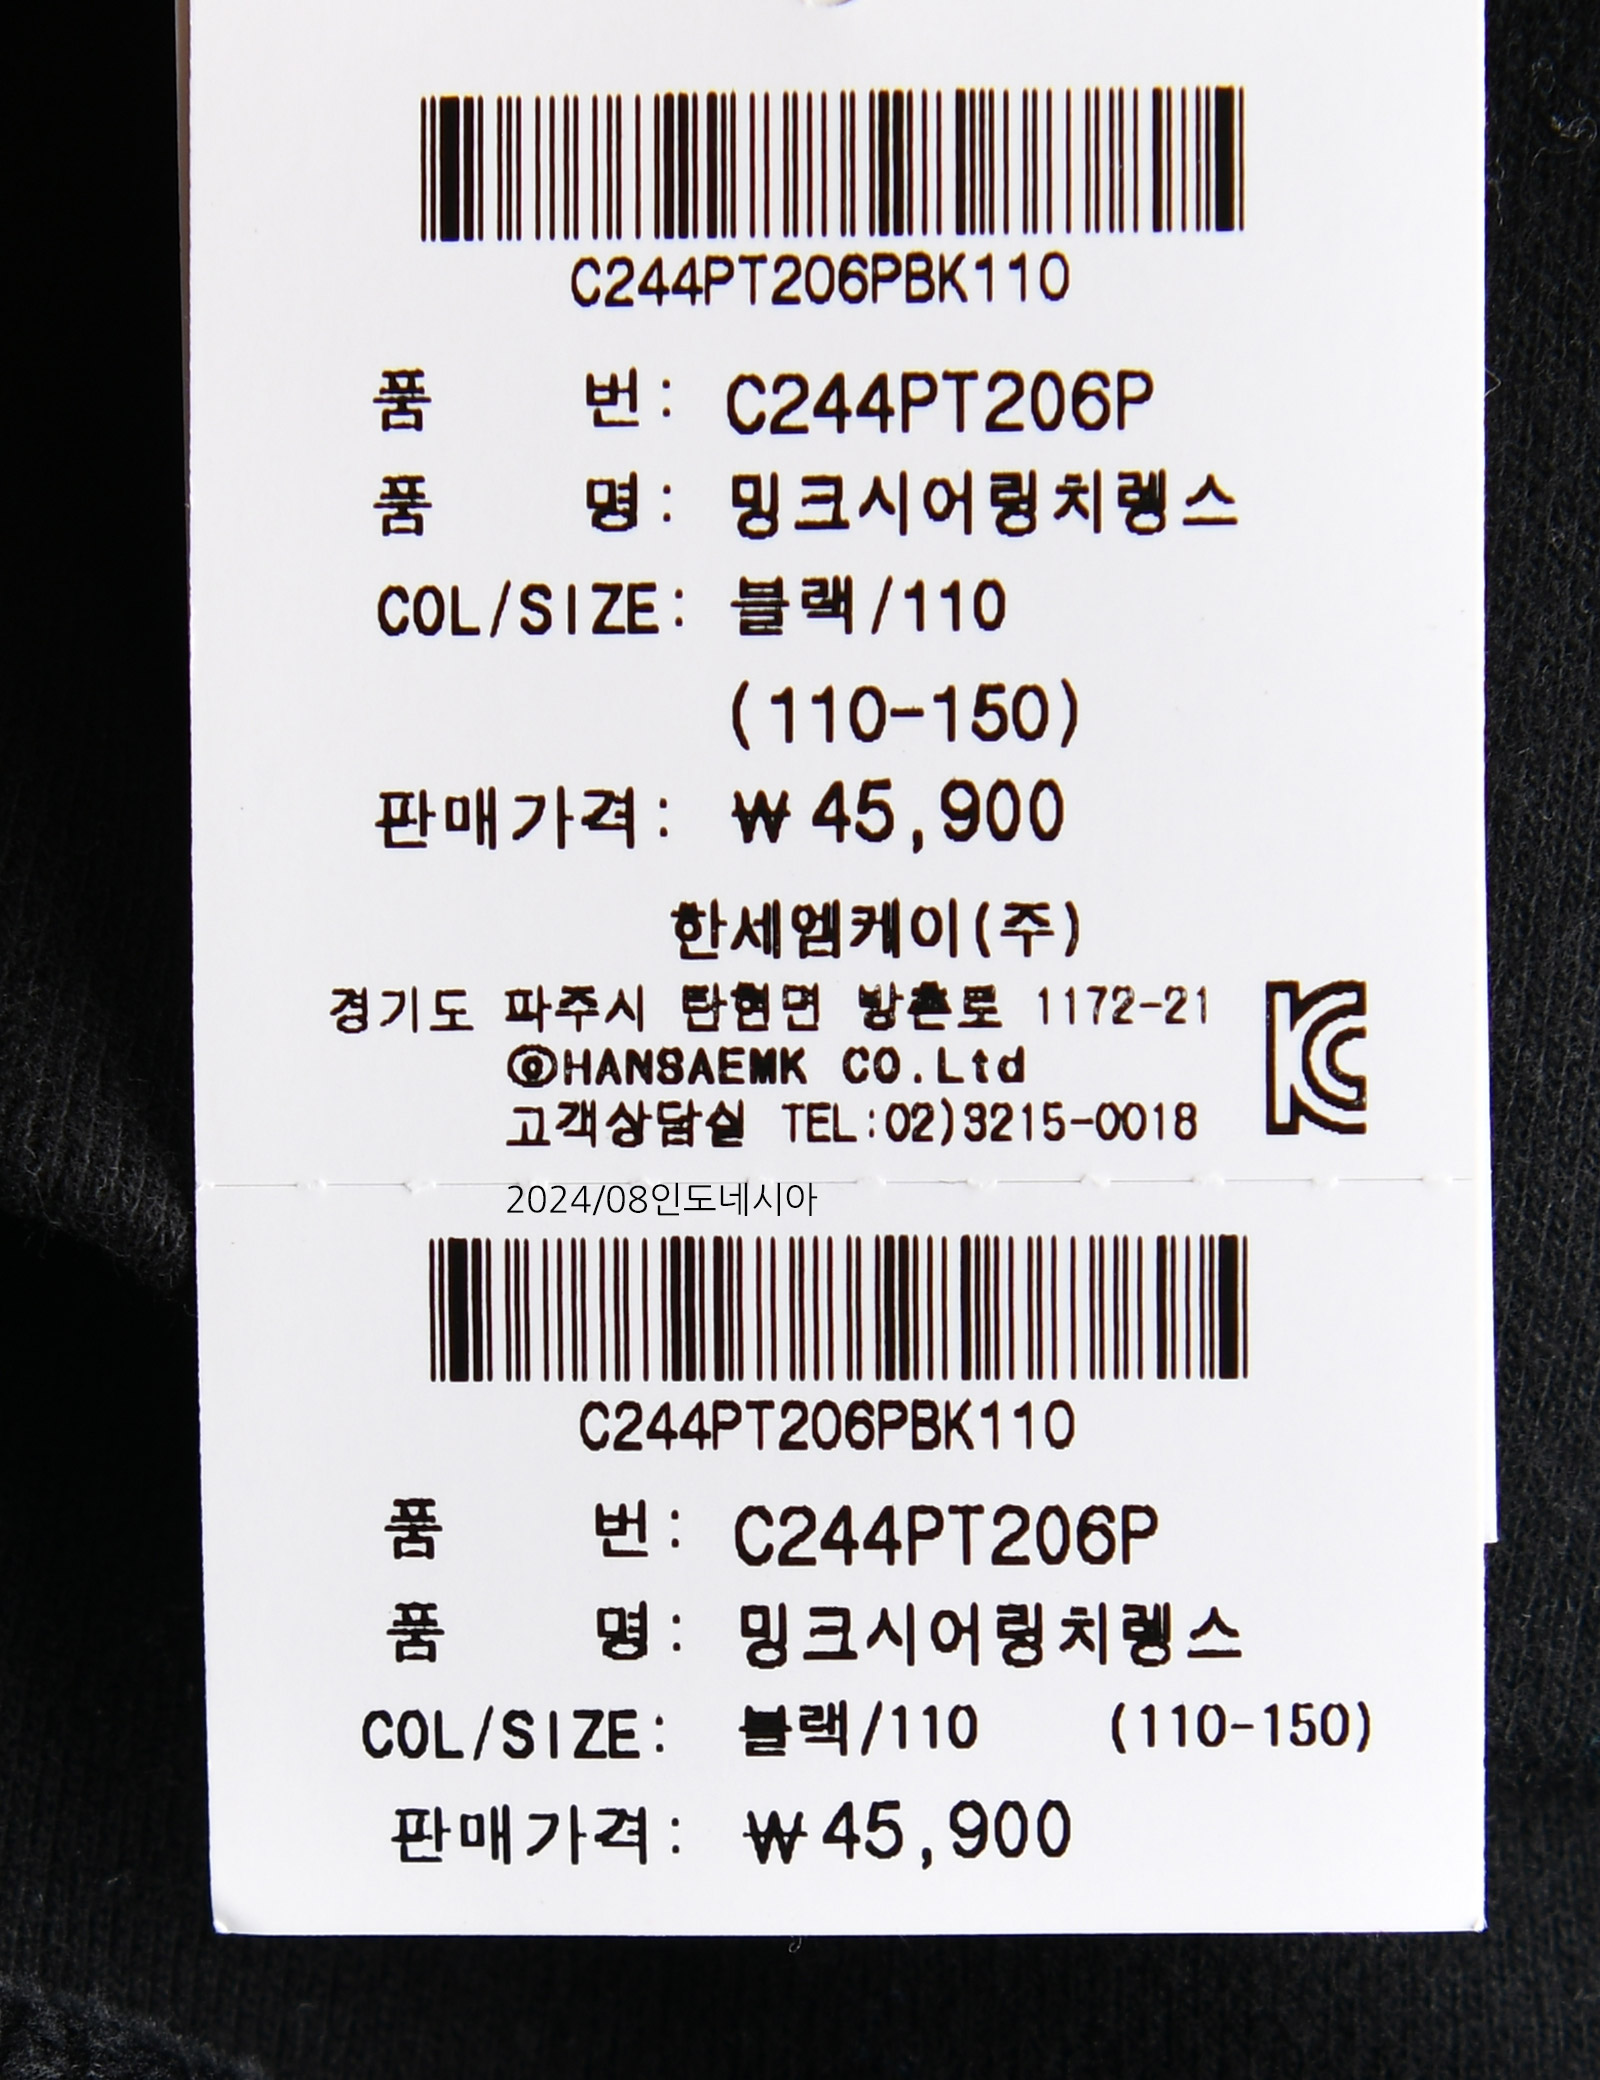 C244PT206PBK110
품 번: C244PT206P
품 명: 밍크시어링치렝스
COL/SIZE: 블랙/110
(110-150)
판매가격: ₩45,900
한세엠케이(주)
경기도 파주시 탄현면 방촌로 1172-21
©HANSAEMK CO.Ltd
고객상담실 TEL:02)3215-0018
2024/08인도네시아
C244PT206PBK110
품 번: C244PT206P
품 명: 밍크시어링치렝스
COL/SIZE: 블랙/110 (110-150)
판매가격: ₩45,900